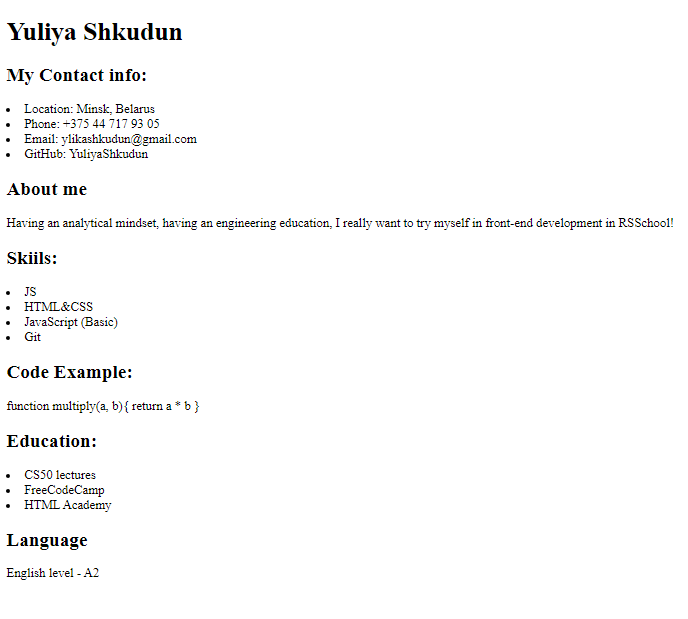 Yuliya Shkudun
My Contact info:
• Location: Minsk, Belarus
• Phone: +375 44 717 93 05
• Email: ylikashkudun@gmail.com
• GitHub: YuliyaShkudun
About me
Having an analytical mindset, having an engineering education, I really want to try myself in front-end development in RSSchool!
Skiils:
• JS
• HTML&CSS
• JavaScript (Basic)
• Git
Code Example:
function multiply(a, b){ return a * b }
Education:
• CS50 lectures
• FreeCodeCamp
• HTML Academy
Language
English level - A2